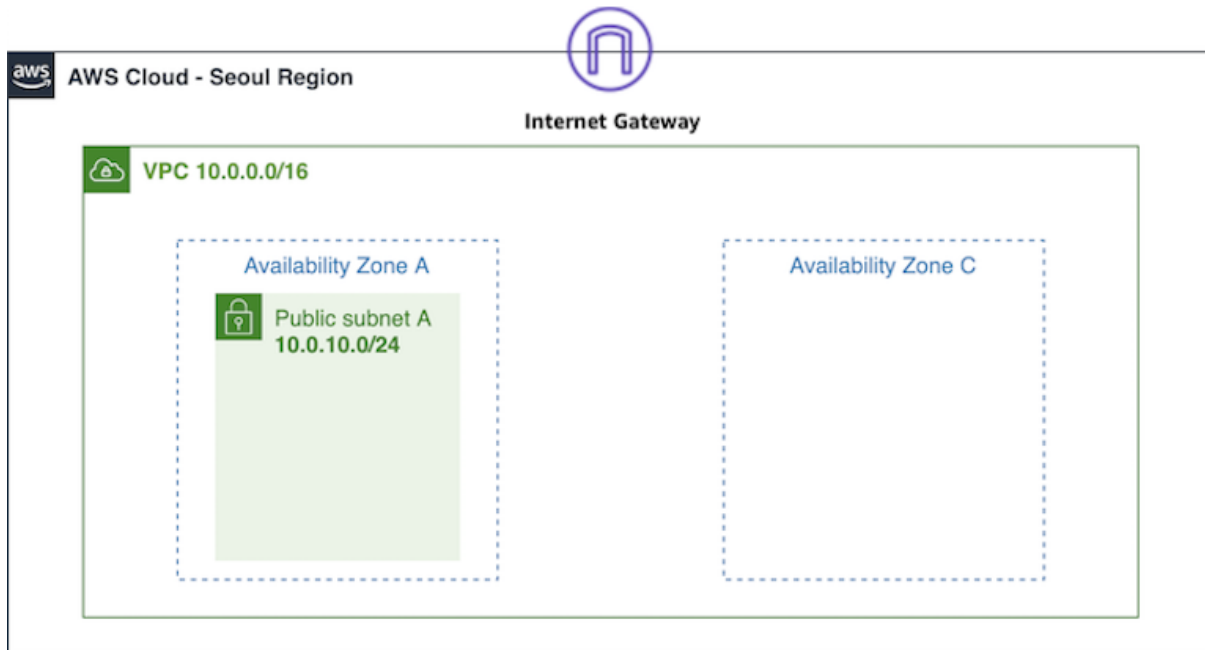 aws
AWS Cloud - Seoul Region
Internet Gateway
VPC 10.0.0.0/16
Availability Zone A
Availability Zone C
Public subnet A
10.0.10.0/24